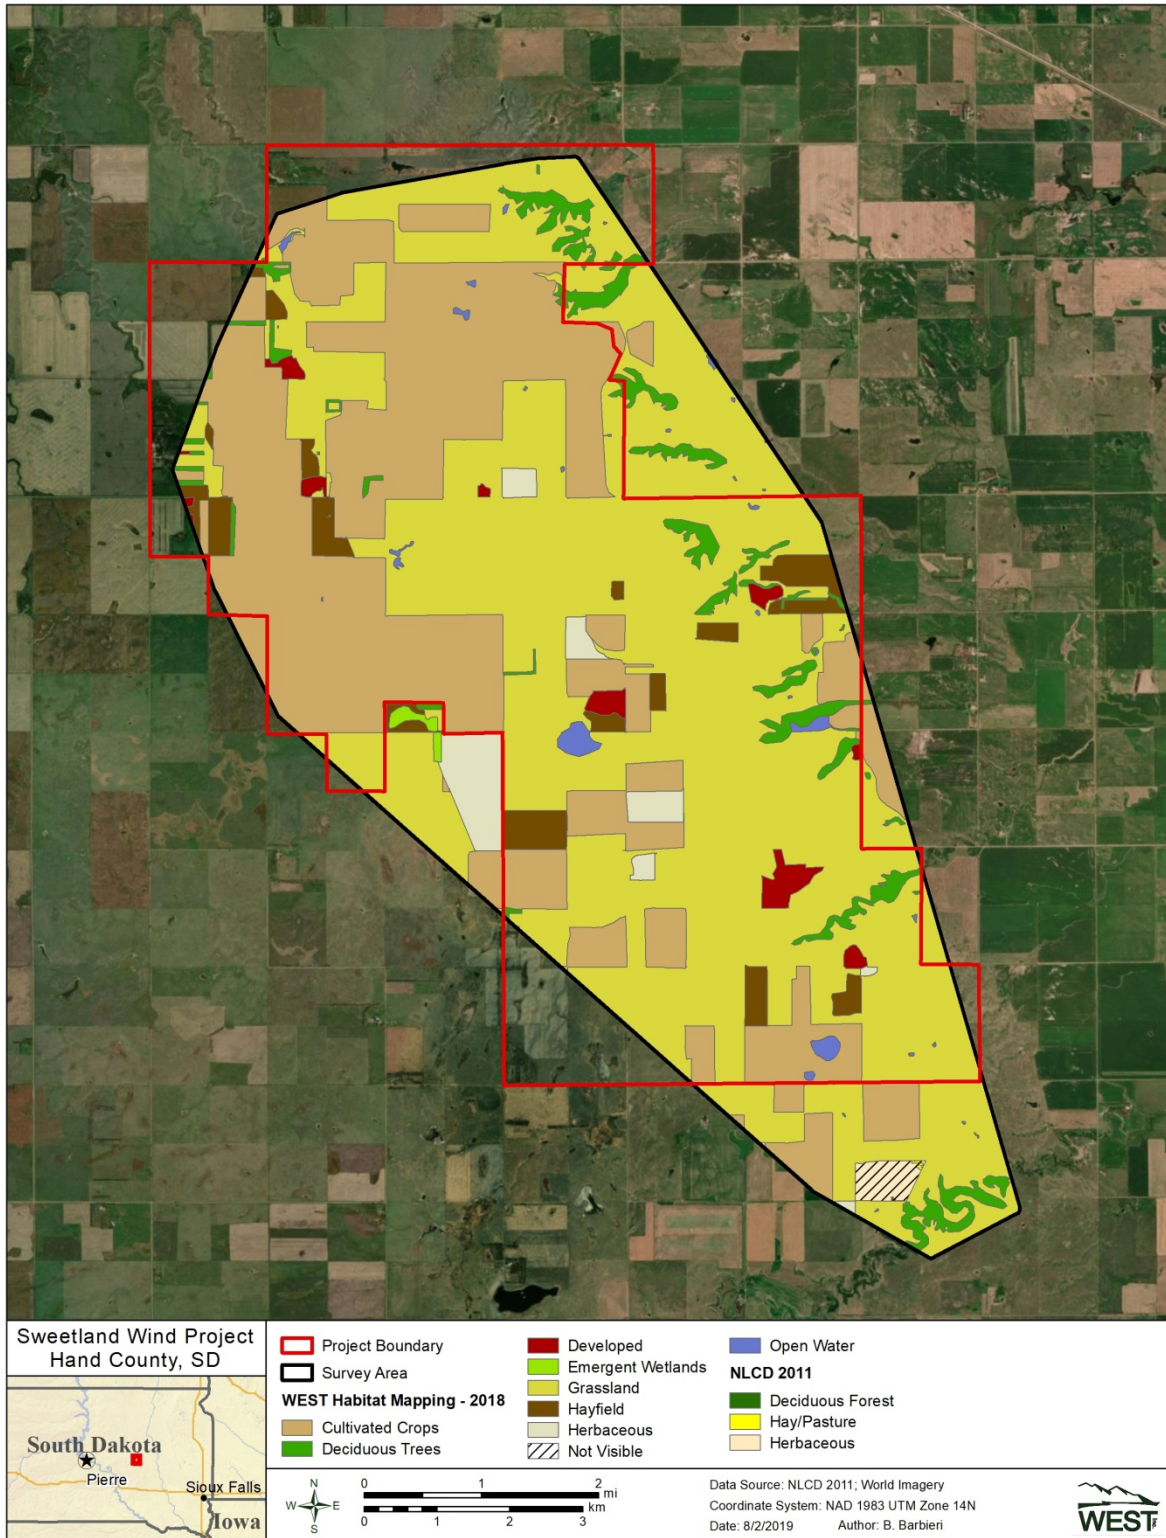 Sweetland Wind Project
Hand County, SD
South Dakota
Pierre
Sioux Falls
Iowa
Project Boundary
Survey Area
WEST Habitat Mapping - 2018
Cultivated Crops
Deciduous Trees
Developed
Emergent Wetlands
Grassland
Hayfield
Herbaceous
Not Visible
Open Water
NLCD 2011
Deciduous Forest
Hay/Pasture
Herbaceous
N
W E
S
0 1 2
mi
km
0 1 2 3
Data Source: NLCD 2011; World Imagery
Coordinate System: NAD 1983 UTM Zone 14N
Date: 8/2/2019 Author: B. Barbieri
WEST